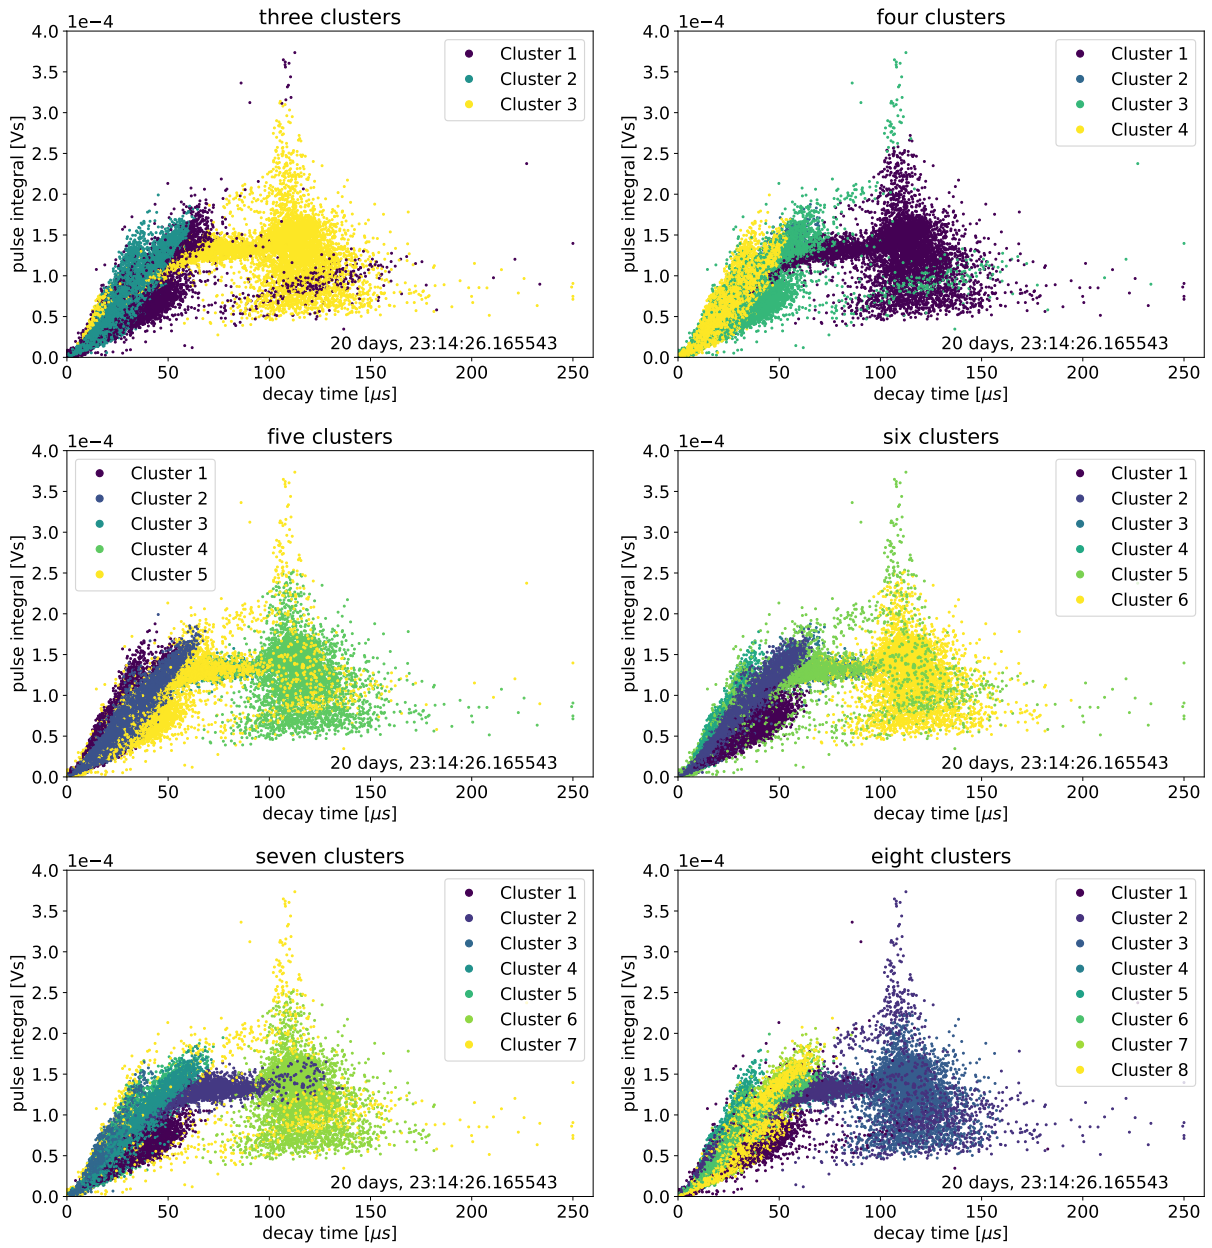 three clusters
1e−4
4.0
3.5
3.0
2.5
2.0
1.5
1.0
0.5
0.0
pulse integral [Vs]
Cluster 1
Cluster 2
Cluster 3
20 days, 23:14:26.165543
0 50 100 150 200 250
decay time [μs]
four clusters
1e−4
4.0
3.5
3.0
2.5
2.0
1.5
1.0
0.5
0.0
pulse integral [Vs]
Cluster 1
Cluster 2
Cluster 3
Cluster 4
20 days, 23:14:26.165543
0 50 100 150 200 250
decay time [μs]
five clusters
1e−4
4.0
3.5
3.0
2.5
2.0
1.5
1.0
0.5
0.0
pulse integral [Vs]
Cluster 1
Cluster 2
Cluster 3
Cluster 4
Cluster 5
20 days, 23:14:26.165543
0 50 100 150 200 250
decay time [μs]
six clusters
1e−4
4.0
3.5
3.0
2.5
2.0
1.5
1.0
0.5
0.0
pulse integral [Vs]
Cluster 1
Cluster 2
Cluster 3
Cluster 4
Cluster 5
Cluster 6
20 days, 23:14:26.165543
0 50 100 150 200 250
decay time [μs]
seven clusters
1e−4
4.0
3.5
3.0
2.5
2.0
1.5
1.0
0.5
0.0
pulse integral [Vs]
Cluster 1
Cluster 2
Cluster 3
Cluster 4
Cluster 5
Cluster 6
Cluster 7
20 days, 23:14:26.165543
0 50 100 150 200 250
decay time [μs]
eight clusters
1e−4
4.0
3.5
3.0
2.5
2.0
1.5
1.0
0.5
0.0
pulse integral [Vs]
Cluster 1
Cluster 2
Cluster 3
Cluster 4
Cluster 5
Cluster 6
Cluster 7
Cluster 8
20 days, 23:14:26.165543
0 50 100 150 200 250
decay time [μs]